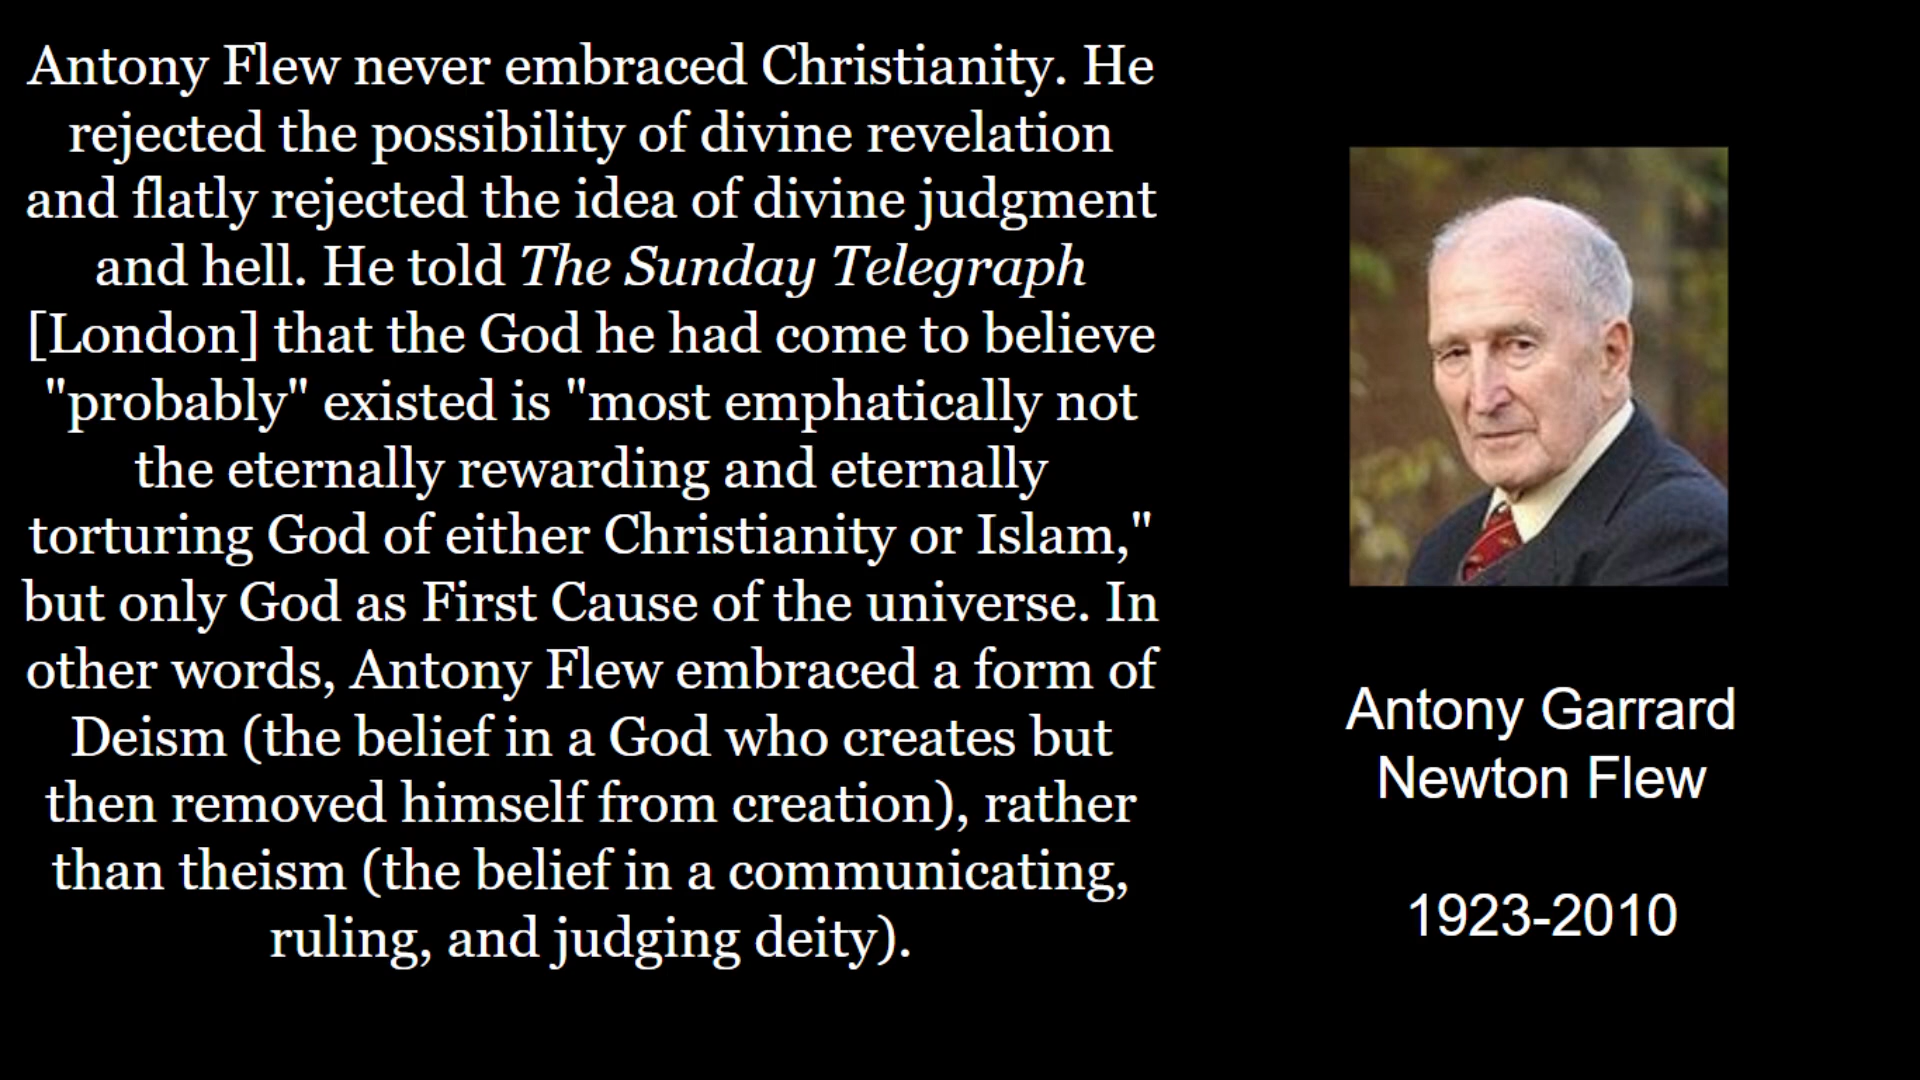 Antony Flew never embraced Christianity. He
rejected the possibility of divine revelation
and flatly rejected the idea of divine judgment
and hell. He told The Sunday Telegraph
[London] that the God he had come to believe
"probably" existed is "most emphatically not
the eternally rewarding and eternally
torturing God of either Christianity or Islam,"
but only God as First Cause of the universe. In
other words, Antony Flew embraced a form of
Deism (the belief in a God who creates but
then removed himself from creation), rather
than theism (the belief in a communicating,
ruling, and judging deity).
Antony Garrard
Newton Flew
1923-2010